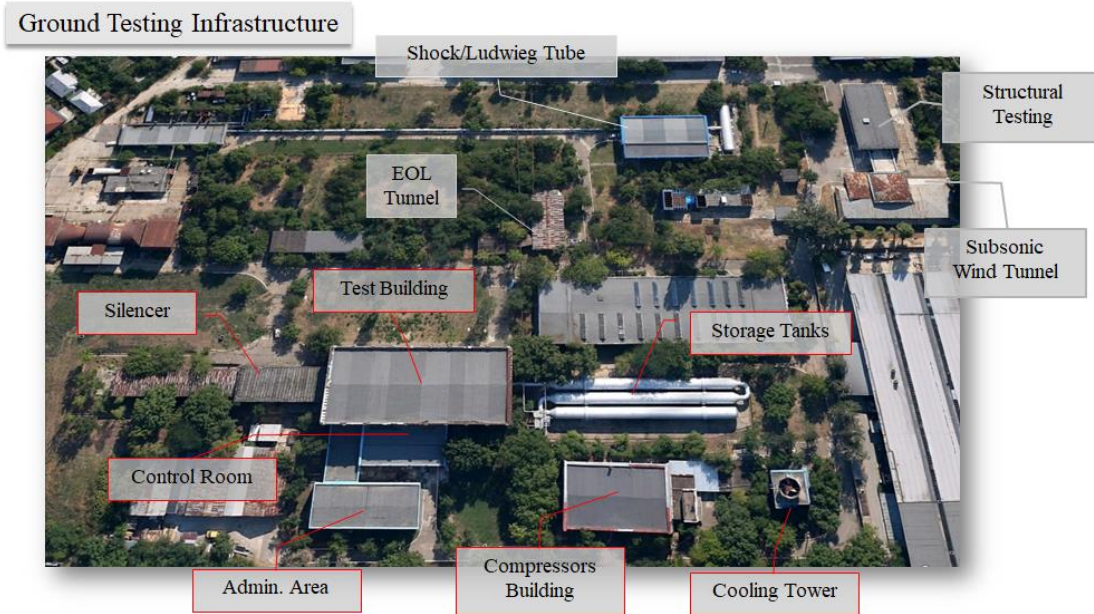 Ground Testing Infrastructure
Shock/Ludwieg Tube
Structural
Testing
EOL
Tunnel
Subsonic
Wind Tunnel
Test Building
Silencer
Storage Tanks
Control Room
Admin. Area
Compressors
Building
Cooling Tower